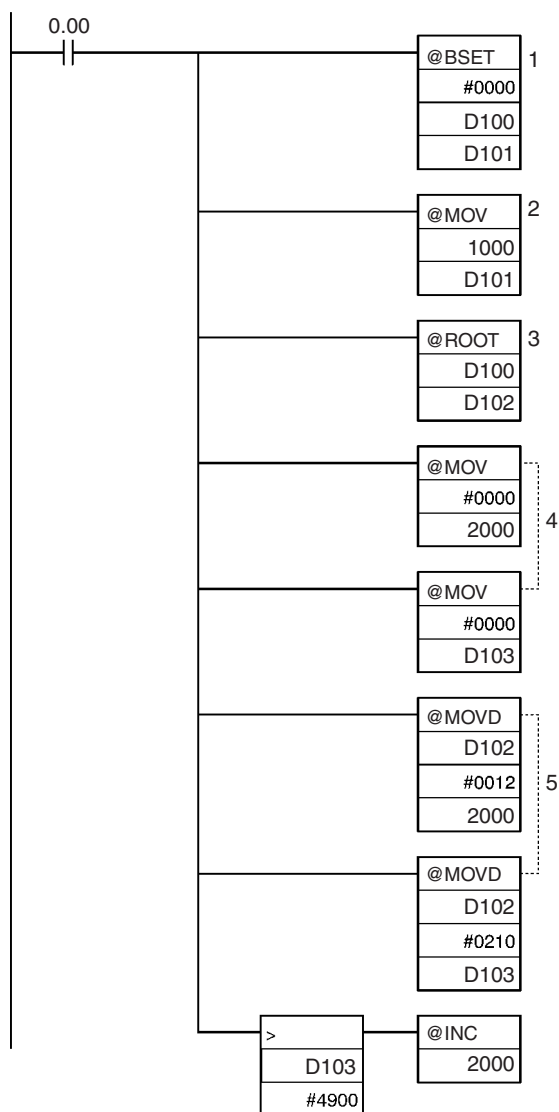 0.00
@BSET 1
#0000
D100
D101
@MOV 2
1000
D101
@ROOT 3
D100
D102
@MOV
#0000
2000
4
@MOV
#0000
D103
@MOVD
D102
#0012
2000
5
@MOVD
D102
#0210
D103
> @INC
D103 2000
#4900